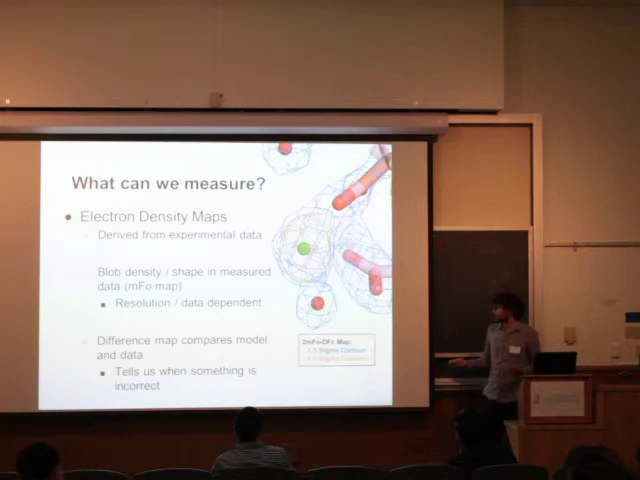 What can we measure?
Electron Density Maps
Derived from experimental data
Blob density / shape in measured
data (mFo map)
Resolution / data dependent
Difference map compares model
and data
Tells us when something is
incorrect
2mFo-DFc Map: